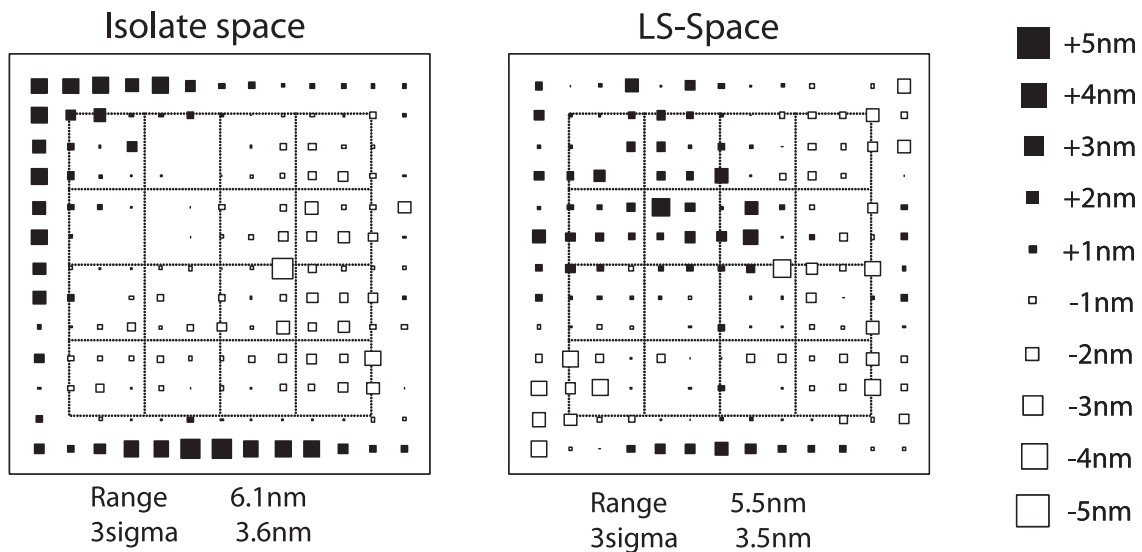 Isolate space
LS-Space
+5nm
+4nm
+3nm
+2nm
+1nm
-1nm
-2nm
-3nm
-4nm
-5nm
Range 6.1nm
3sigma 3.6nm
Range 5.5nm
3sigma 3.5nm